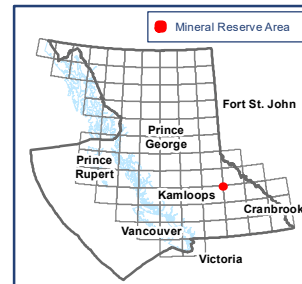 Mineral Reserve Area
Fort St. John
Prince
George
Prince
Rupert
Kamloops
Cranbrook
Vancouver
Victoria